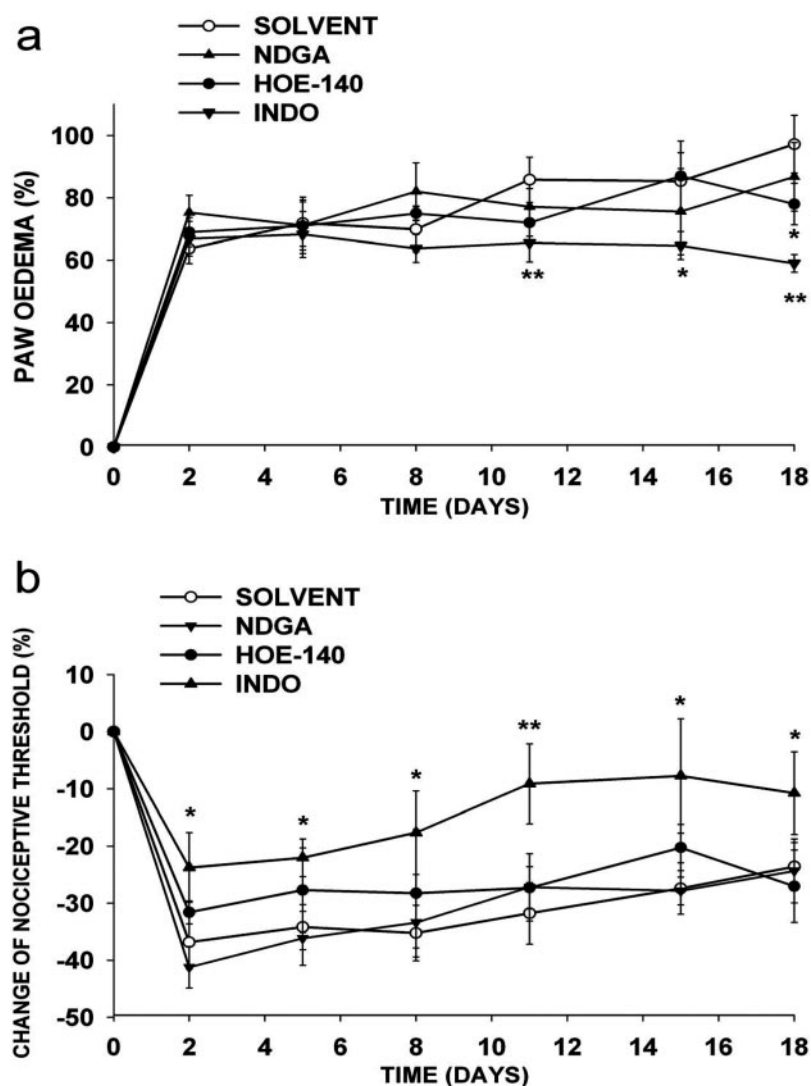 a
SOLVENT
NDGA
HOE-140
INDO
PAW OEDEMA (%)
100
80
60
40
20
0
**
*
*
**
0 2 4 6 8 10 12 14 16 18
TIME (DAYS)
b
SOLVENT
NDGA
HOE-140
INDO
CHANGE OF NOCICEPTIVE THRESHOLD (%)
10
0
-10
-20
-30
-40
-50
*
*
*
**
*
*
0 2 4 6 8 10 12 14 16 18
TIME (DAYS)